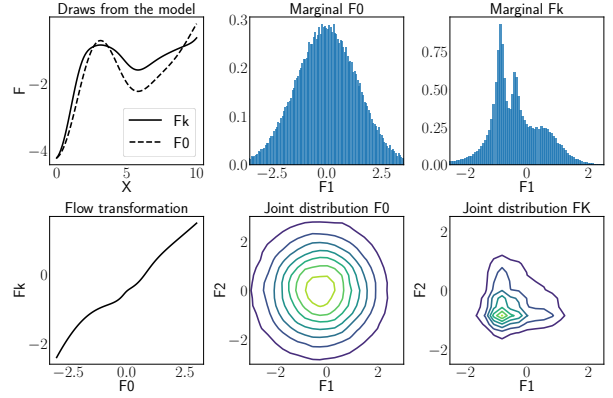 Draws from the model
F
−2
−4
0
10
X
Fk
F0
Marginal F0
0.3
0.2
0.1
0.0
−2.5
0.0
2.5
F1
Marginal Fk
0.75
0.50
0.25
0.00
−2
0
2
F1
Flow transformation
Fk
0
−2
−2.5
0.0
2.5
F0
Joint distribution F0
F2
2
0
−2
−2
0
2
F1
Joint distribution FK
F2
2
0
−2
−2
0
2
F1